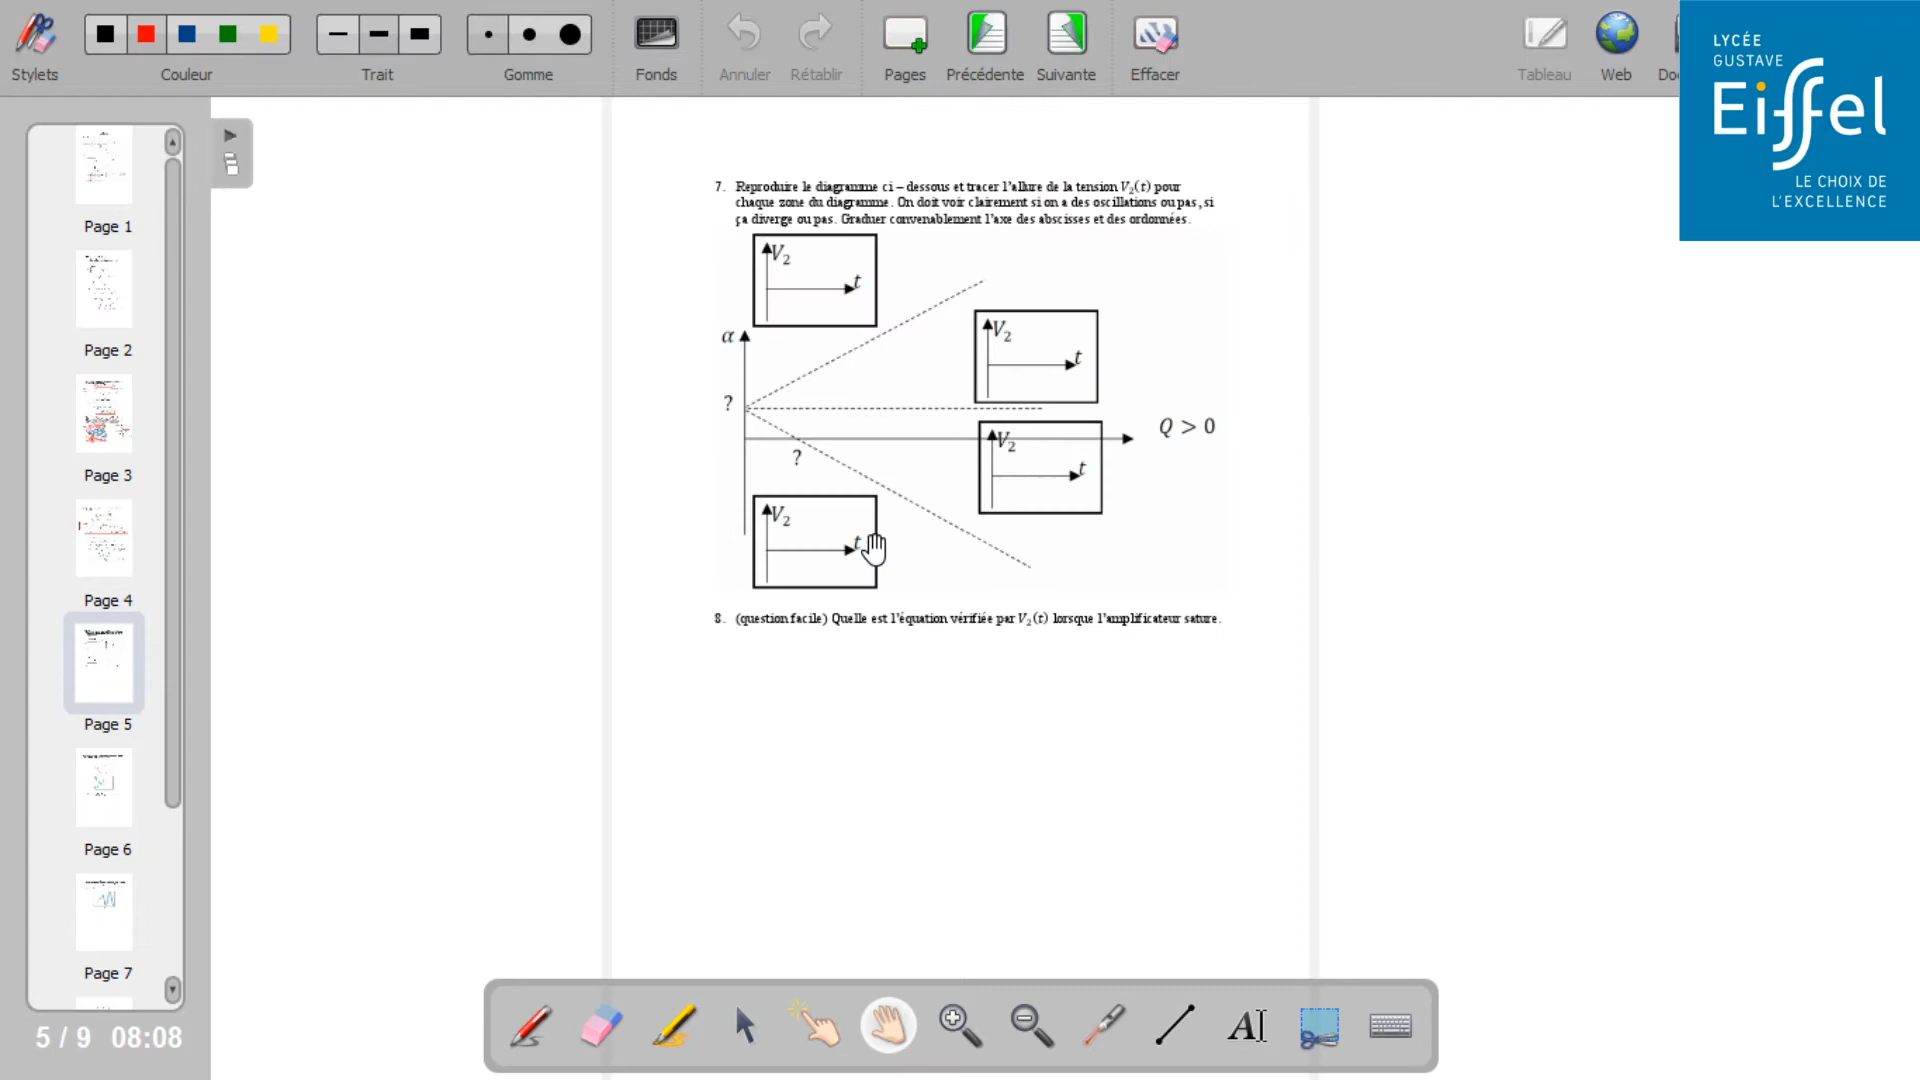 Stylets
Couleur
Trait
Gomme
Fonds
Annuler
Rétablir
Pages
Précédente
Suivante
Effacer
Tableau
Web
LYCÉE
GUSTAVE
Eiffel
LE CHOIX DE
L'EXCELLENCE
Page 1
Page 2
Page 3
Page 4
Page 5
Page 6
Page 7
5 / 9 08:08
7. Reproduire le diagramme ci – dessous et tracer l'allure de la tension V₂(t) pour
chaque zone du diagramme. On doit voir clairement si on a des oscillations ou pas, si
ça diverge ou pas. Graduer convenablement l'axe des abscisses et des ordonnées.
V₂
t
V₂
t
α
?
V₂
t
Q > 0
?
V₂
t
8. (question facile) Quelle est l'équation vérifiée par V₂(t) lorsque l'amplificateur sature.